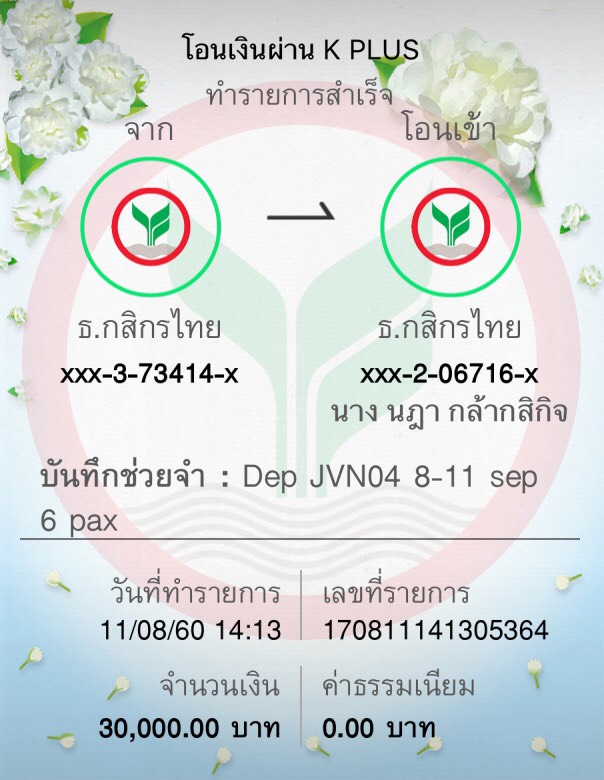 โอนเงินผ่าน K PLUS
ทำรายการสำเร็จ
จาก
โอนเข้า
ธ.กสิกรไทย
ธ.กสิกรไทย
xxx-3-73414-x
xxx-2-06716-x
นาง นฎา กล้ากสิกิจ
บันทึกช่วยจำ : Dep JVN04 8-11 sep
6 pax
วันที่ทำรายการ
เลขที่รายการ
11/08/60 14:13
170811141305364
จำนวนเงิน
ค่าธรรมเนียม
30,000.00 บาท
0.00 บาท